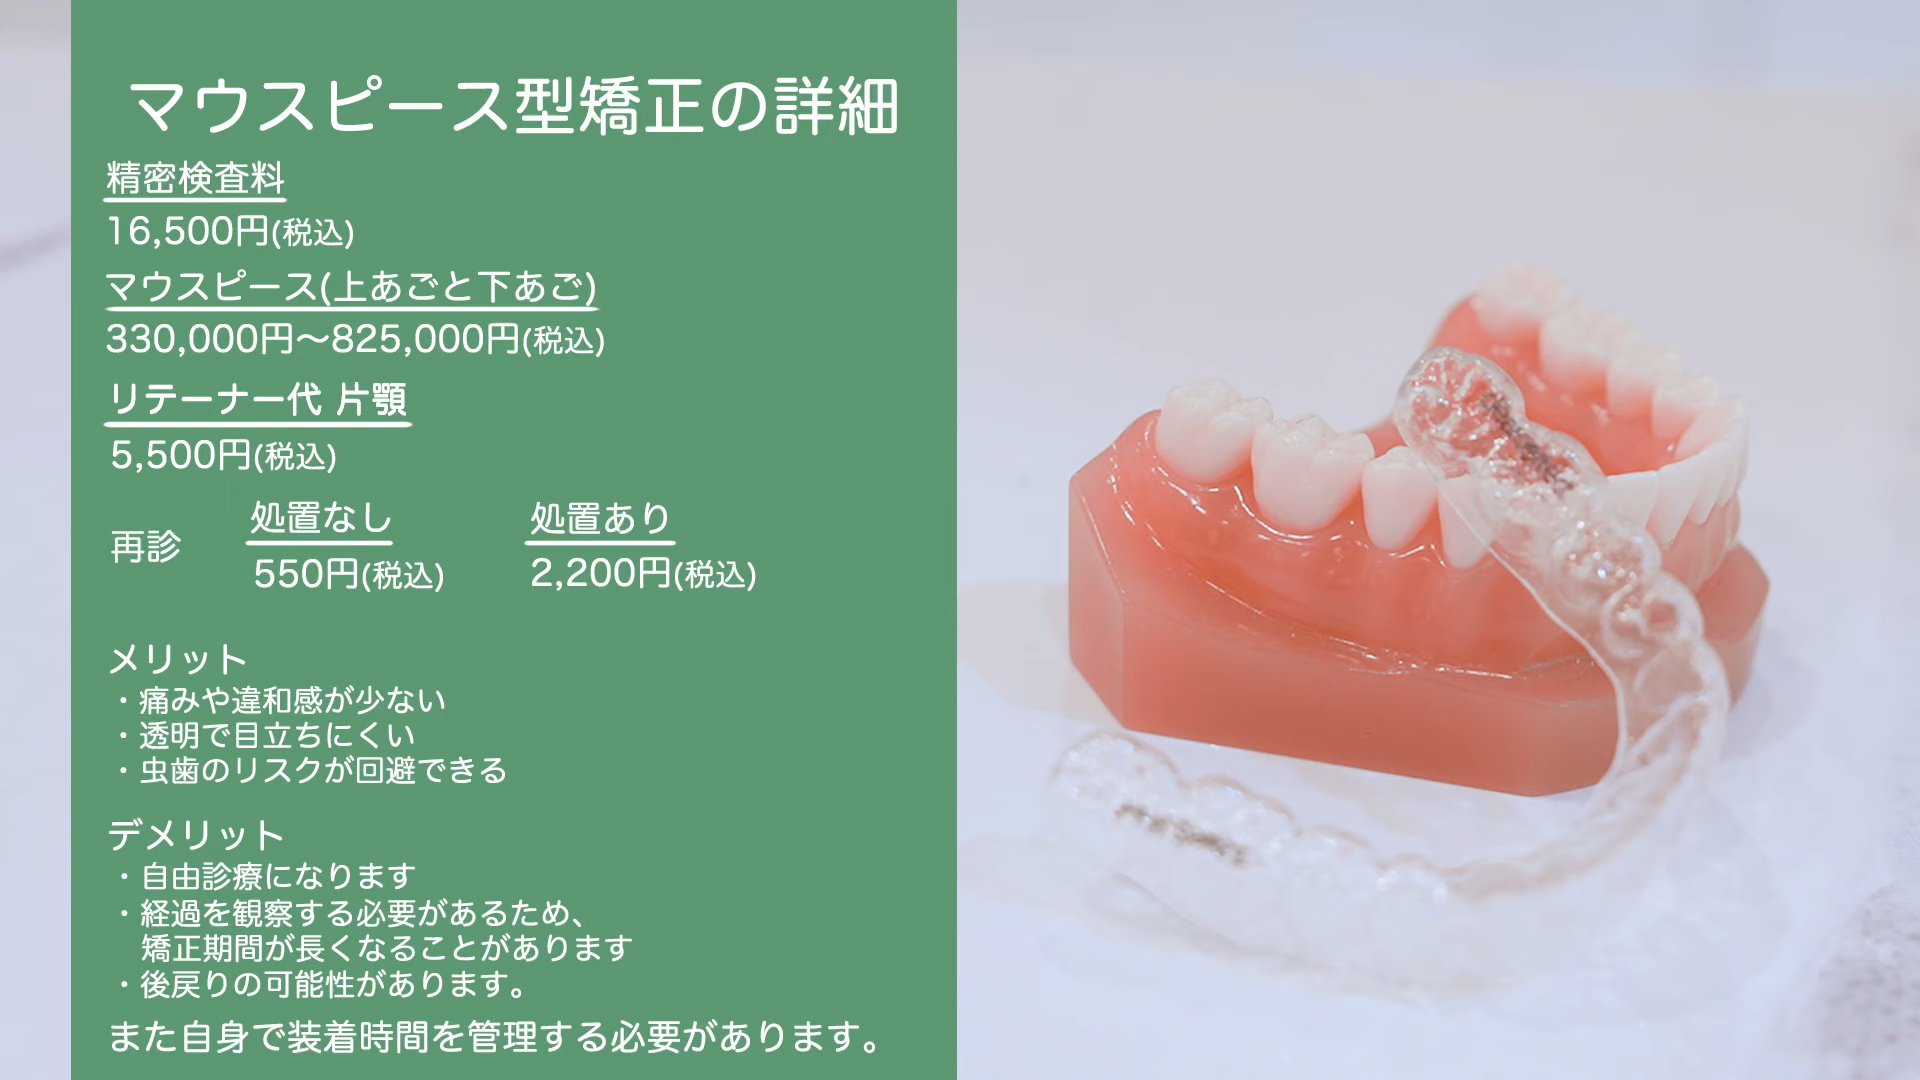 マウスピース型矯正の詳細
精密検査料
16,500円(税込)
マウスピース(上あごと下あご)
330,000円〜825,000円(税込)
リテーナー代 片顎
5,500円(税込)
再診 処置なし 処置あり
550円(税込) 2,200円(税込)
メリット
・痛みや違和感が少ない
・透明で目立ちにくい
・虫歯のリスクが回避できる
デメリット
・自由診療になります
・経過を観察する必要があるため、
矯正期間が長くなることがあります
・後戻りの可能性があります。
また自身で装着時間を管理する必要があります。